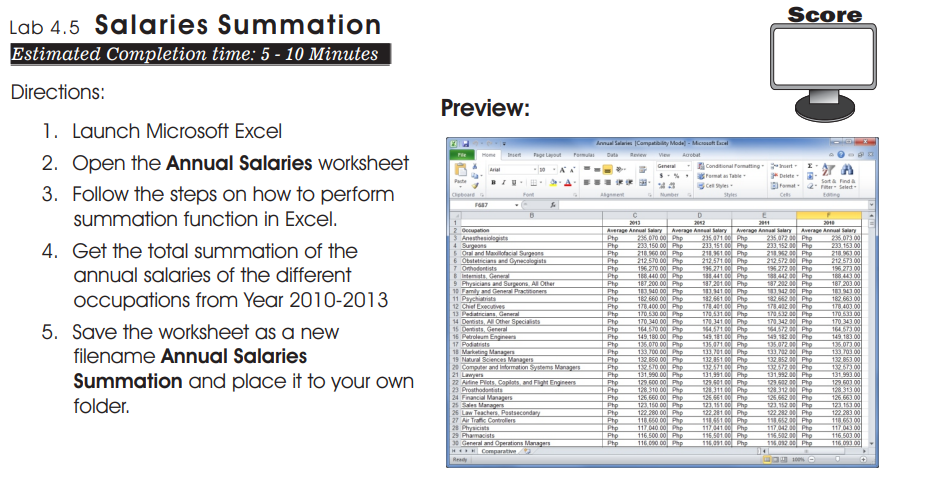 Lab 4.5 Salaries Summation
Estimated Completion time: 5 - 10 Minutes
Score
Directions:
1. Launch Microsoft Excel
2. Open the Annual Salaries worksheet
3. Follow the steps on how to perform
summation function in Excel.
4. Get the total summation of the
annual salaries of the different
occupations from Year 2010-2013
5. Save the worksheet as a new
filename Annual Salaries
Summation and place it to your own
folder.
Preview:
Annual Salaries [Compatibility Mode] - Microsoft Excel
File Home Insert Page Layout Formulas Data Review View Acrobat
Arial 10 General Conditional Formatting Insert
Paste $ % Format as Table Delete Sort & Find &
B I U Cell Styles Format Filter Select
Clipboard Font Alignment Number Styles Cells Editing
F687 fx
B C D E F
1 2013 2012 2011 2010
2 Occupation Average Annual Salary Average Annual Salary Average Annual Salary Average Annual Salary
3 Anesthesiologists Php 235,070.00 Php 235,071.00 Php 235,072.00 Php 235,073.00
4 Surgeons Php 233,150.00 Php 233,151.00 Php 233,152.00 Php 233,153.00
5 Oral and Maxillofacial Surgeons Php 218,960.00 Php 218,961.00 Php 218,962.00 Php 218,963.00
6 Obstetricians and Gynecologists Php 212,570.00 Php 212,571.00 Php 212,572.00 Php 212,573.00
7 Orthodontists Php 196,270.00 Php 196,271.00 Php 196,272.00 Php 196,273.00
8 Internists, General Php 188,440.00 Php 188,441.00 Php 188,442.00 Php 188,443.00
9 Physicians and Surgeons, All Other Php 187,200.00 Php 187,201.00 Php 187,202.00 Php 187,203.00
10 Family and General Practitioners Php 183,940.00 Php 183,941.00 Php 183,942.00 Php 183,943.00
11 Psychiatrists Php 182,660.00 Php 182,661.00 Php 182,662.00 Php 182,663.00
12 Chief Executives Php 178,400.00 Php 178,401.00 Php 178,402.00 Php 178,403.00
13 Pediatricians, General Php 170,530.00 Php 170,531.00 Php 170,532.00 Php 170,533.00
14 Dentists, All Other Specialists Php 170,340.00 Php 170,341.00 Php 170,342.00 Php 170,343.00
15 Dentists, General Php 164,570.00 Php 164,571.00 Php 164,572.00 Php 164,573.00
16 Petroleum Engineers Php 149,180.00 Php 149,181.00 Php 149,182.00 Php 149,183.00
17 Podiatrists Php 135,070.00 Php 135,071.00 Php 135,072.00 Php 135,073.00
18 Marketing Managers Php 133,700.00 Php 133,701.00 Php 133,702.00 Php 133,703.00
19 Natural Sciences Managers Php 132,850.00 Php 132,851.00 Php 132,852.00 Php 132,853.00
20 Computer and Information Systems Managers Php 132,570.00 Php 132,571.00 Php 132,572.00 Php 132,573.00
21 Lawyers Php 131,990.00 Php 131,991.00 Php 131,992.00 Php 131,993.00
22 Airline Pilots, Copilots, and Flight Engineers Php 129,600.00 Php 129,601.00 Php 129,602.00 Php 129,603.00
23 Prosthodontists Php 128,310.00 Php 128,311.00 Php 128,312.00 Php 128,313.00
24 Financial Managers Php 126,660.00 Php 126,661.00 Php 126,662.00 Php 126,663.00
25 Sales Managers Php 123,150.00 Php 123,151.00 Php 123,152.00 Php 123,153.00
26 Law Teachers, Postsecondary Php 122,280.00 Php 122,281.00 Php 122,282.00 Php 122,283.00
27 Air Traffic Controllers Php 118,650.00 Php 118,651.00 Php 118,652.00 Php 118,653.00
28 Physicists Php 117,040.00 Php 117,041.00 Php 117,042.00 Php 117,043.00
29 Pharmacists Php 116,500.00 Php 116,501.00 Php 116,502.00 Php 116,503.00
30 General and Operations Managers Php 116,090.00 Php 116,091.00 Php 116,092.00 Php 116,093.00
Comparative
Ready 100%